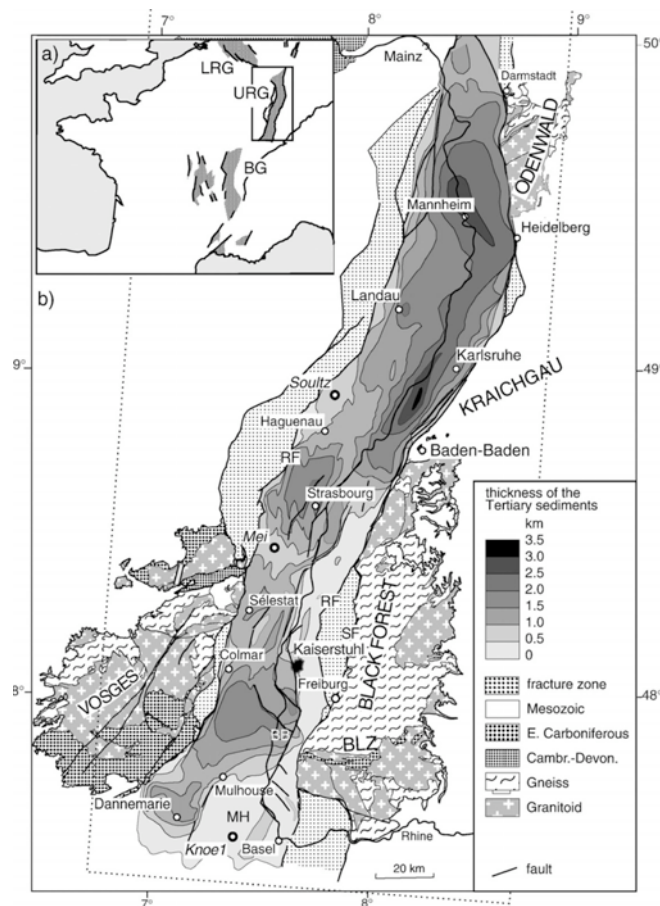 7°
8°
9°
50°
a)
LRG
URG
BG
Mainz
Darmstadt
ODENWALD
Mannheim
Heidelberg
b)
Landau
9°
49°
Karlsruhe
Soultz
KRAICHGAU
Haguenau
Baden-Baden
RF
Strasbourg
Mei
Sélestat
RF
SF
BLACK FOREST
Kaiserstuhl
Colmar
VOSGES
Freiburg
8°
48°
BB
BLZ
Mulhouse
Dannemarie
MH
Knoe1
Basel
Rhine
20 km
7°
8°
thickness of the
Tertiary sediments
km
3.5
3.0
2.5
2.0
1.5
1.0
0.5
0
fracture zone
Mesozoic
E. Carboniferous
Cambr.-Devon.
Gneiss
Granitoid
fault